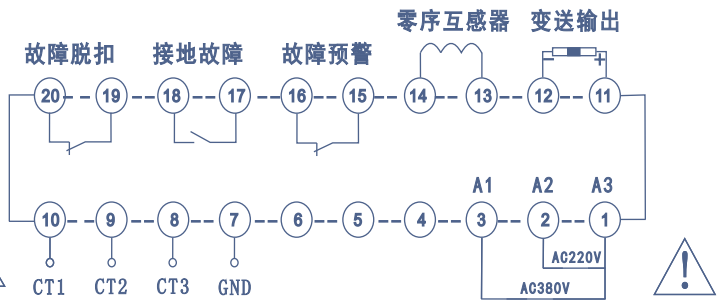 零序互感器 变送输出
故障脱扣 接地故障 故障预警
- +
20 19 18 17 16 15 14 13 12 11
A1 A2 A3
10 9 8 7 6 5 4 3 2 1
AC220V
CT1 CT2 CT3 GND AC380V
!